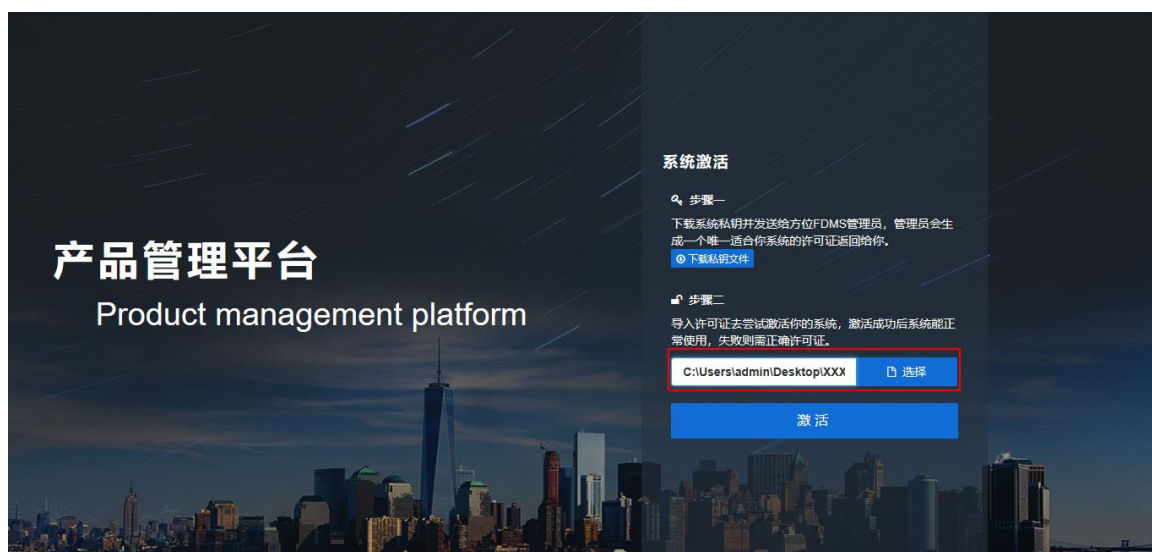 产品管理平台
Product management platform
系统激活
步骤一
下载系统私钥并发送给方位FDMS管理员，管理员会生
成一个唯一适合你系统的许可证返回给你。
下载私钥文件
步骤二
导入许可证去尝试激活你的系统，激活成功后系统能正
常使用，失败则需正确许可证。
C:\Users\admin\Desktop\XXX
选择
激活